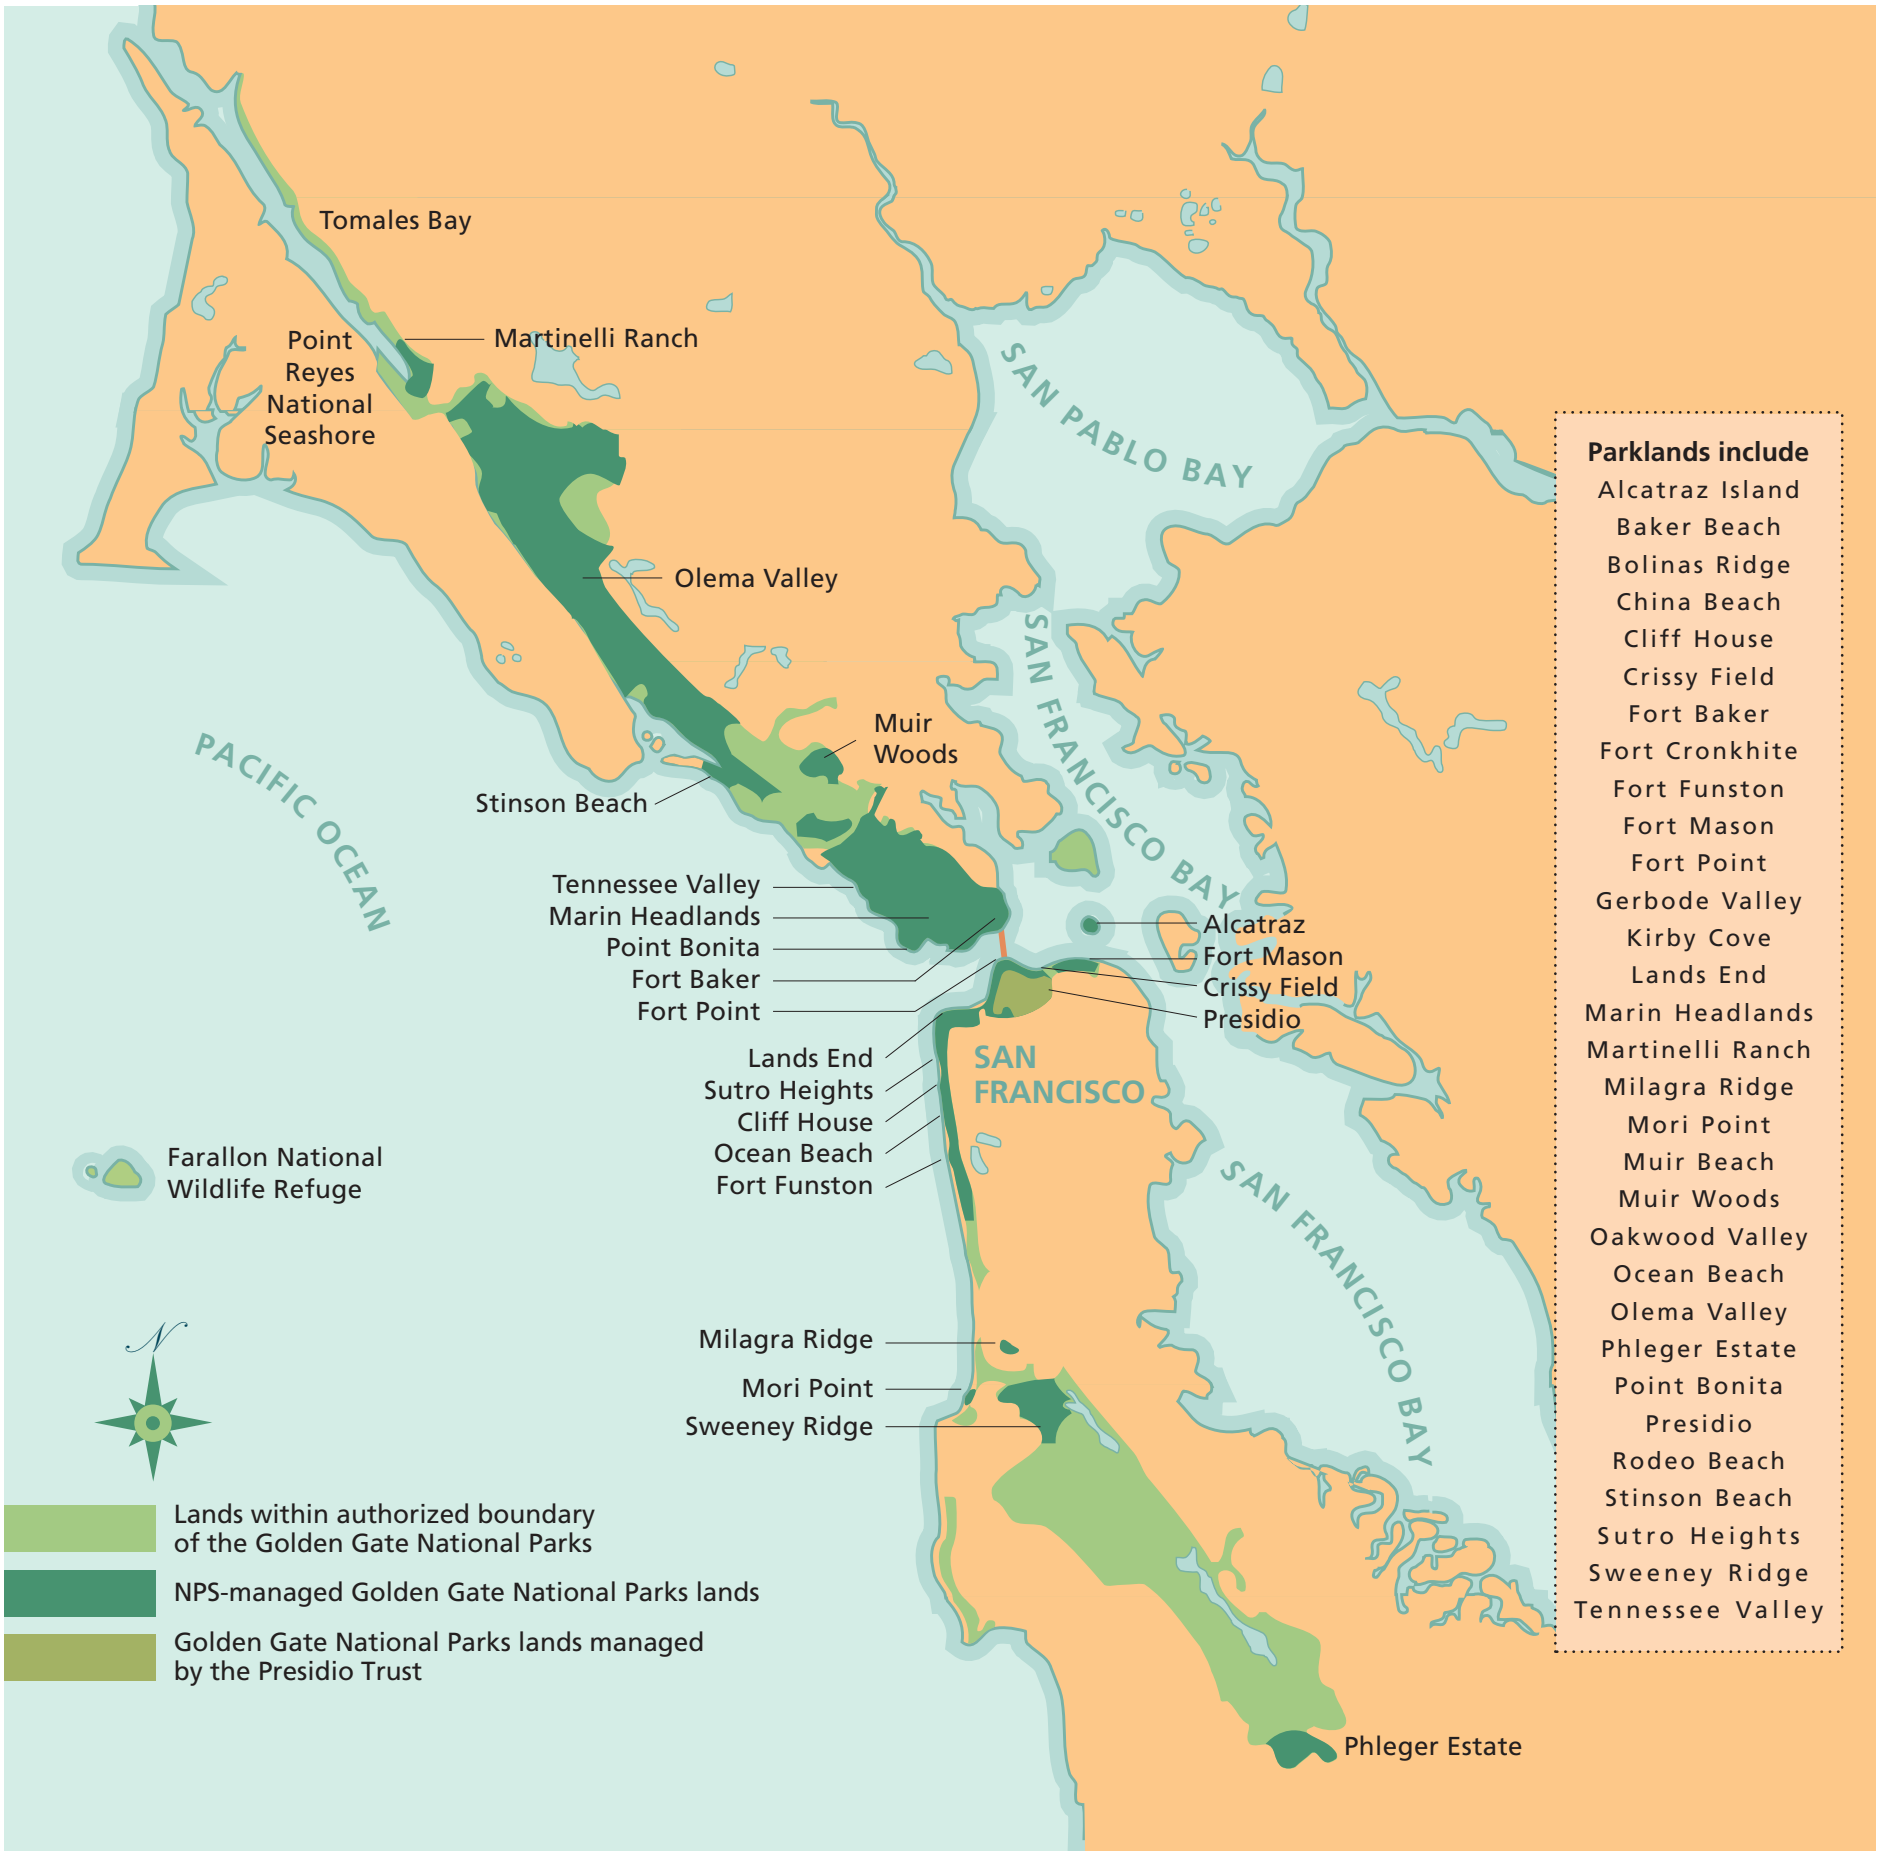 Tomales Bay
Martinelli Ranch
Point
Reyes
National
Seashore
SAN PABLO BAY
Olema Valley
SAN FRANCISCO BAY
Muir
Woods
PACIFIC OCEAN
Stinson Beach
Tennessee Valley
Marin Headlands
Point Bonita
Fort Baker
Fort Point
Alcatraz
Fort Mason
Crissy Field
Presidio
Lands End
Sutro Heights
Cliff House
Ocean Beach
Fort Funston
SAN
FRANCISCO
Farallon National
Wildlife Refuge
SAN FRANCISCO BAY
Milagra Ridge
Mori Point
Sweeney Ridge
Phleger Estate
N
Lands within authorized boundary
of the Golden Gate National Parks
NPS-managed Golden Gate National Parks lands
Golden Gate National Parks lands managed
by the Presidio Trust
Parklands include
Alcatraz Island
Baker Beach
Bolinas Ridge
China Beach
Cliff House
Crissy Field
Fort Baker
Fort Cronkhite
Fort Funston
Fort Mason
Fort Point
Gerbode Valley
Kirby Cove
Lands End
Marin Headlands
Martinelli Ranch
Milagra Ridge
Mori Point
Muir Beach
Muir Woods
Oakwood Valley
Ocean Beach
Olema Valley
Phleger Estate
Point Bonita
Presidio
Rodeo Beach
Stinson Beach
Sutro Heights
Sweeney Ridge
Tennessee Valley